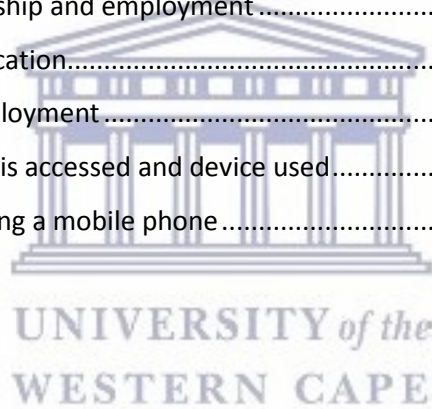 ship and employment..............................
cation..............................
loyment..............................
is accessed and device used..............................
ng a mobile phone..............................
UNIVERSITY of the
WESTERN CAPE